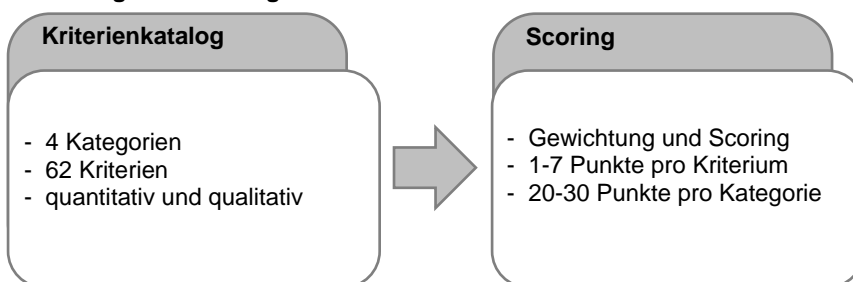 Kriterienkatalog
- 4 Kategorien
- 62 Kriterien
- quantitativ und qualitativ
Scoring
- Gewichtung und Scoring
- 1-7 Punkte pro Kriterium
- 20-30 Punkte pro Kategorie